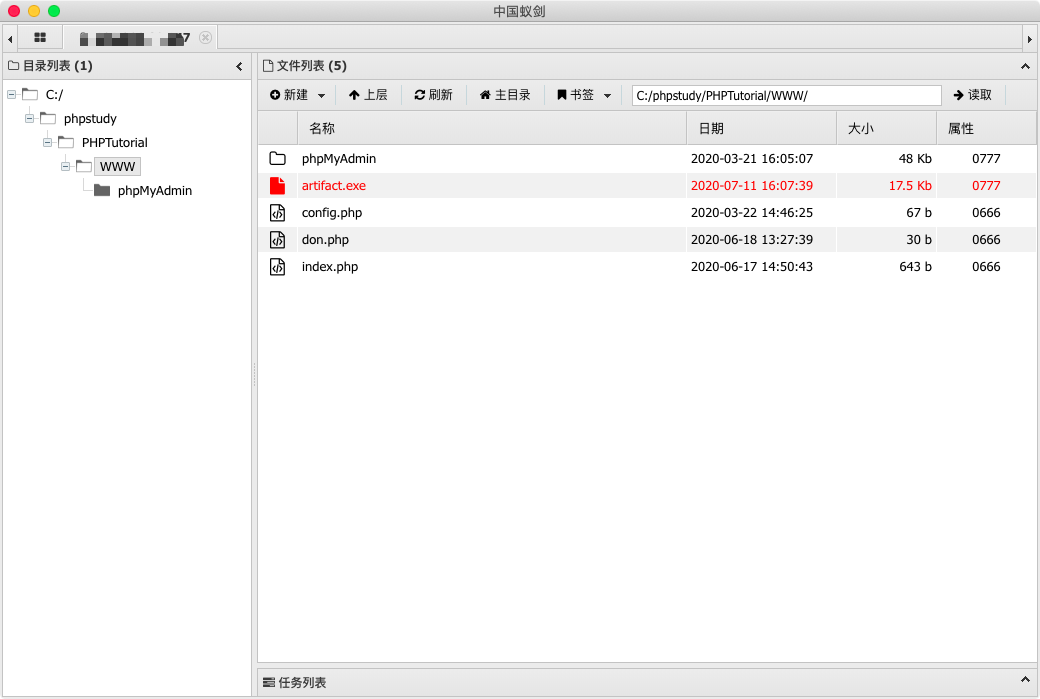 中国蚁剑
7
目录列表 (1)
文件列表 (5)
新建 上层 刷新 主目录 书签 C:/phpstudy/PHPTutorial/WWW/ 读取
C:/
phpstudy
PHPTutorial
WWW
phpMyAdmin
名称 日期 大小 属性
phpMyAdmin 2020-03-21 16:05:07 48 Kb 0777
artifact.exe 2020-07-11 16:07:39 17.5 Kb 0777
config.php 2020-03-22 14:46:25 67 b 0666
don.php 2020-06-18 13:27:39 30 b 0666
index.php 2020-06-17 14:50:43 643 b 0666
任务列表